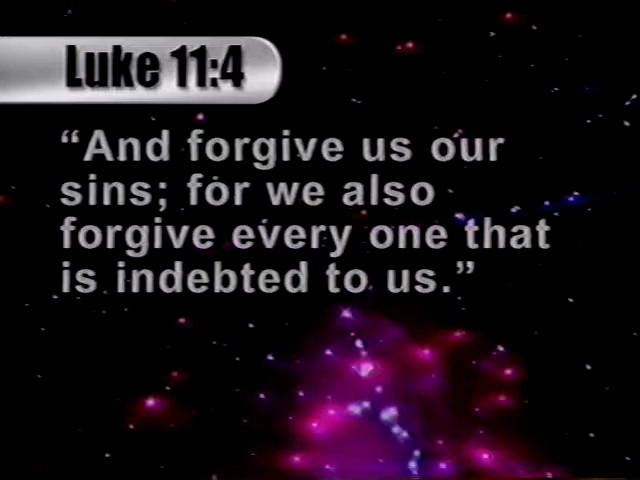 Luke 11:4
“And forgive us our
sins; for we also
forgive every one that
is indebted to us.”